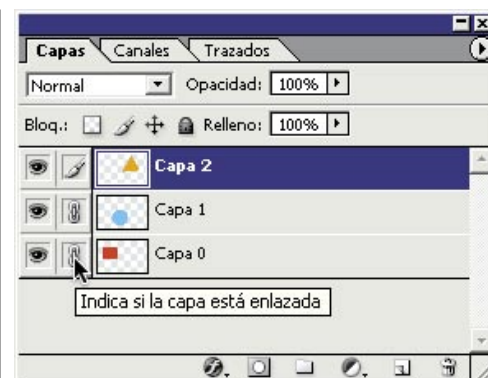 Capas Canales Trazados
Normal Opacidad: 100%
Bloq.: Relleno: 100%
Capa 2
Capa 1
Capa 0
Indica si la capa está enlazada